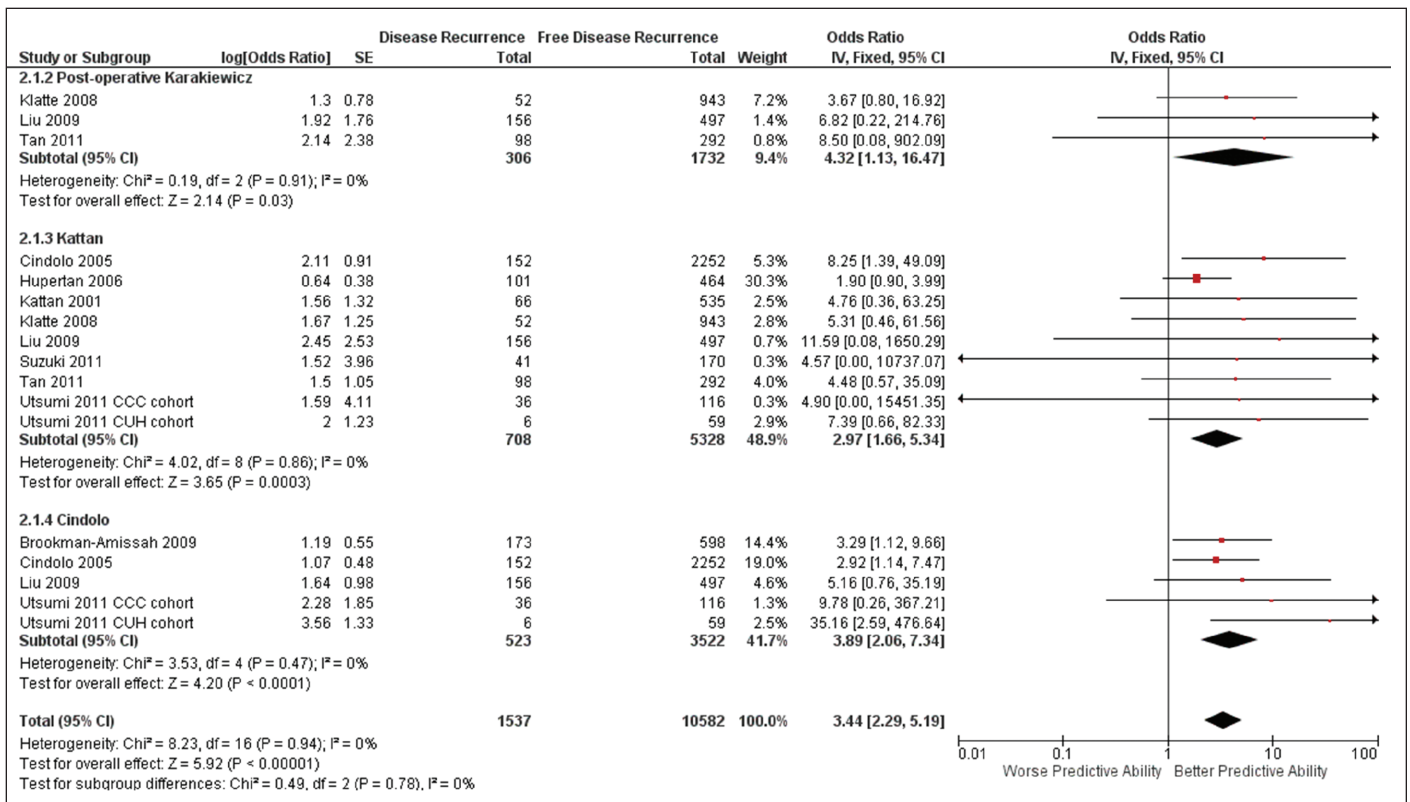 Disease Recurrence Free Disease Recurrence Odds Ratio Odds Ratio
Study or Subgroup log[Odds Ratio] SE Total Total Weight IV, Fixed, 95% CI IV, Fixed, 95% CI
2.1.2 Post-operative Karakiewicz
Klatte 2008 1.3 0.78 52 943 7.2% 3.67 [0.80, 16.92]
Liu 2009 1.92 1.76 156 497 1.4% 6.82 [0.22, 214.76]
Tan 2011 2.14 2.38 98 292 0.8% 8.50 [0.08, 902.09]
Subtotal (95% CI) 306 1732 9.4% 4.32 [1.13, 16.47]
Heterogeneity: Chi² = 0.19, df = 2 (P = 0.91); I² = 0%
Test for overall effect: Z = 2.14 (P = 0.03)
2.1.3 Kattan
Cindolo 2005 2.11 0.91 152 2252 5.3% 8.25 [1.39, 49.09]
Hupertan 2006 0.64 0.38 101 464 30.3% 1.90 [0.90, 3.99]
Kattan 2001 1.56 1.32 66 535 2.5% 4.76 [0.36, 63.25]
Klatte 2008 1.67 1.25 52 943 2.8% 5.31 [0.46, 61.56]
Liu 2009 2.45 2.53 156 497 0.7% 11.59 [0.08, 1650.29]
Suzuki 2011 1.52 3.96 41 170 0.3% 4.57 [0.00, 10737.07]
Tan 2011 1.5 1.05 98 292 4.0% 4.48 [0.57, 35.09]
Utsumi 2011 CCC cohort 1.59 4.11 36 116 0.3% 4.90 [0.00, 15451.35]
Utsumi 2011 CUH cohort 2 1.23 6 59 2.9% 7.39 [0.66, 82.33]
Subtotal (95% CI) 708 5328 48.9% 2.97 [1.66, 5.34]
Heterogeneity: Chi² = 4.02, df = 8 (P = 0.86); I² = 0%
Test for overall effect: Z = 3.65 (P = 0.0003)
2.1.4 Cindolo
Brookman-Amissah 2009 1.19 0.55 173 598 14.4% 3.29 [1.12, 9.66]
Cindolo 2005 1.07 0.48 152 2252 19.0% 2.92 [1.14, 7.47]
Liu 2009 1.64 0.98 156 497 4.6% 5.16 [0.76, 35.19]
Utsumi 2011 CCC cohort 2.28 1.85 36 116 1.3% 9.78 [0.26, 367.21]
Utsumi 2011 CUH cohort 3.56 1.33 6 59 2.5% 35.16 [2.59, 476.64]
Subtotal (95% CI) 523 3522 41.7% 3.89 [2.06, 7.34]
Heterogeneity: Chi² = 3.53, df = 4 (P = 0.47); I² = 0%
Test for overall effect: Z = 4.20 (P < 0.0001)
Total (95% CI) 1537 10582 100.0% 3.44 [2.29, 5.19]
Heterogeneity: Chi² = 8.23, df = 16 (P = 0.94); I² = 0%
Test for overall effect: Z = 5.92 (P < 0.00001)
Test for subgroup differences: Chi² = 0.49, df = 2 (P = 0.78), I² = 0%
0.01 0.1 1 10 100
Worse Predictive Ability Better Predictive Ability